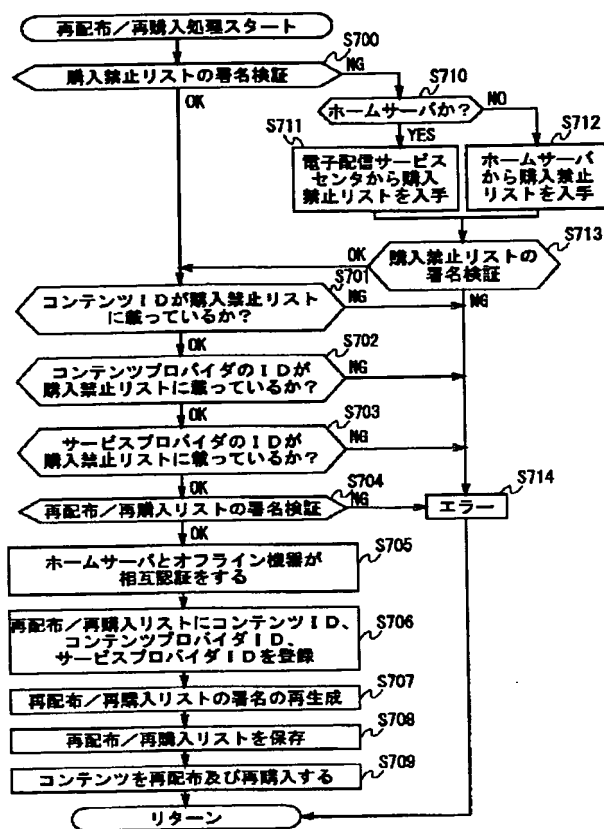 再配布／再購入処理スタート
S700
購入禁止リストの署名検証
NG
S710
ホームサーバか？
NO
OK
S711
YES
S712
電子配信サービス
センタから購入
禁止リストを入手
ホームサーバ
から購入禁止
リストを入手
S713
OK
購入禁止リストの
署名検証
S701
コンテンツＩＤが購入禁止リスト
に載っているか？
NG
NG
OK
S702
コンテンツプロバイダのＩＤが
購入禁止リストに載っているか？
NG
OK
S703
サービスプロバイダのＩＤが
購入禁止リストに載っているか？
NG
OK
S704
再配布／再購入リストの署名検証
NG
S714
エラー
OK
S705
ホームサーバとオフライン機器が
相互認証をする
S706
再配布／再購入リストにコンテンツＩＤ、
コンテンツプロバイダＩＤ、
サービスプロバイダＩＤを登録
S707
再配布／再購入リストの署名の再生成
S708
再配布／再購入リストを保存
S709
コンテンツを再配布及び再購入する
リターン